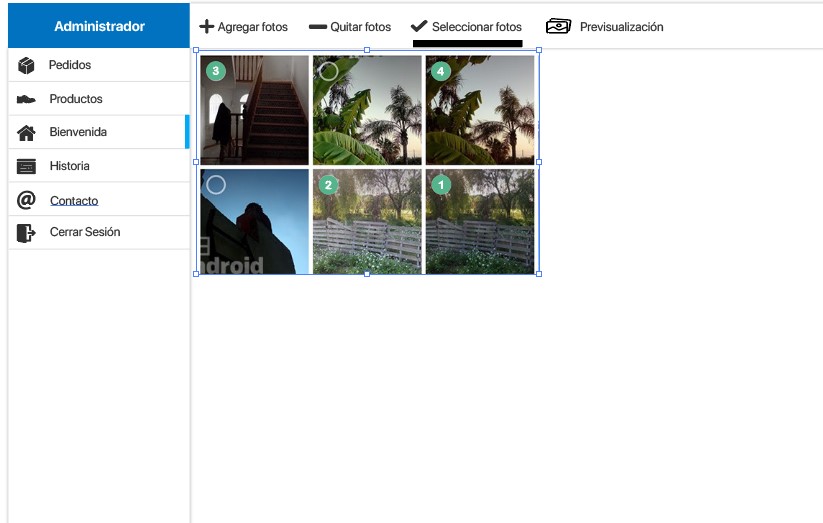 Administrador
Agregar fotos
Quitar fotos
Seleccionar fotos
Previsualización
Pedidos
Productos
Bienvenida
Historia
Contacto
Cerrar Sesión
3
4
2
1
ndroid